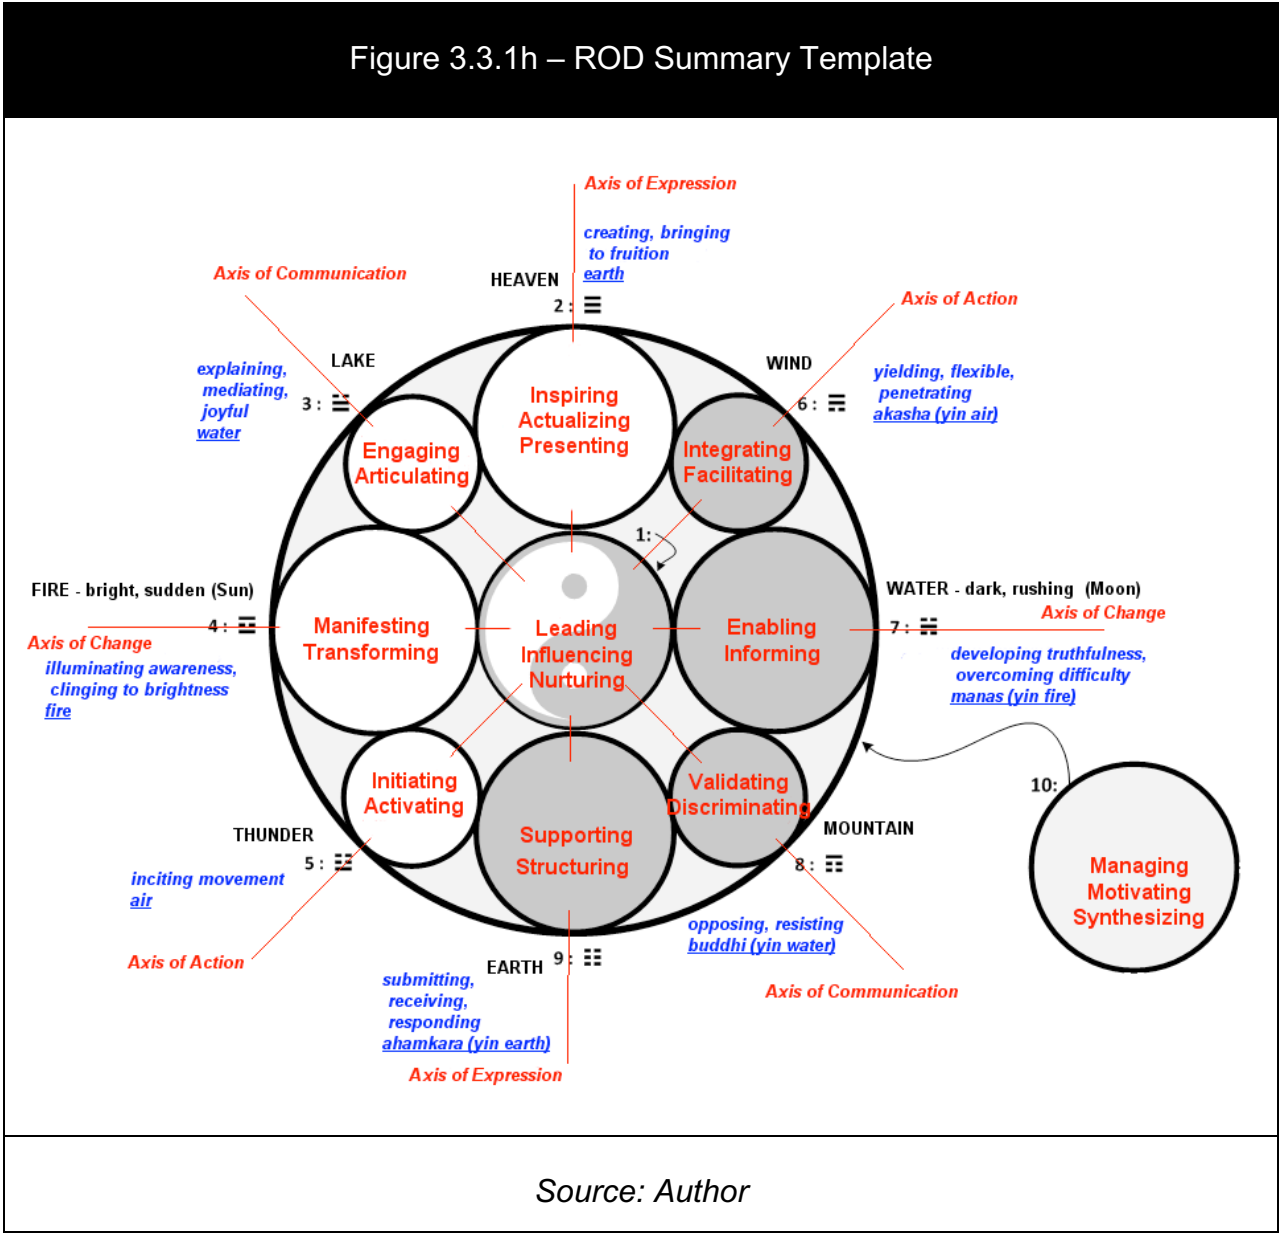 Figure 3.3.1h – ROD Summary Template
Axis of Expression
creating, bringing
to fruition
earth
HEAVEN
2 : ☰
Axis of Communication
LAKE
explaining,
mediating,
joyful
water
3 : ☱
Axis of Action
WIND
yielding, flexible,
penetrating
akasha (yin air)
6 : ☴
Inspiring
Actualizing
Presenting
Engaging
Articulating
Integrating
Facilitating
1:
FIRE - bright, sudden (Sun)
4 : ☲
Axis of Change
illuminating awareness,
clinging to brightness
fire
Manifesting
Transforming
Leading
Influencing
Nurturing
Enabling
Informing
WATER - dark, rushing (Moon)
Axis of Change
7 : ☵
developing truthfulness,
overcoming difficulty
manas (yin fire)
Initiating
Activating
Supporting
Structuring
Validating
Discriminating
THUNDER
5 : ☳
inciting movement
air
Axis of Action
MOUNTAIN
8 : ☶
opposing, resisting
buddhi (yin water)
Axis of Communication
EARTH
9 : ☷
submitting,
receiving,
responding
ahamkara (yin earth)
Axis of Expression
10:
Managing
Motivating
Synthesizing
Source: Author